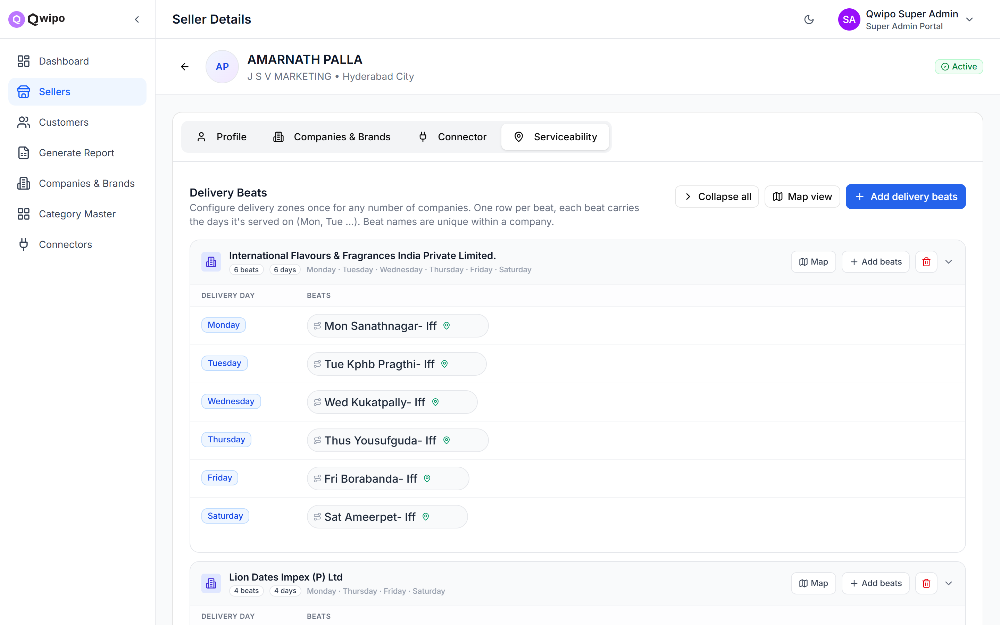 Qwipo
Seller Details
SA
Qwipo Super Admin
Super Admin Portal
Dashboard
Sellers
Customers
Generate Report
Companies & Brands
Category Master
Connectors
AP
AMARNATH PALLA
J S V MARKETING • Hyderabad City
Active
Profile
Companies & Brands
Connector
Serviceability
Delivery Beats
Configure delivery zones once for any number of companies. One row per beat, each beat carries
the days it's served on (Mon, Tue ...). Beat names are unique within a company.
Collapse all
Map view
Add delivery beats
International Flavours & Fragrances India Private Limited.
6 beats 6 days Monday · Tuesday · Wednesday · Thursday · Friday · Saturday
Map
Add beats
DELIVERY DAY BEATS
Monday Mon Sanathnagar- Iff
Tuesday Tue Kphb Pragthi- Iff
Wednesday Wed Kukatpally- Iff
Thursday Thus Yousufguda- Iff
Friday Fri Borabanda- Iff
Saturday Sat Ameerpet- Iff
Lion Dates Impex (P) Ltd
4 beats 4 days Monday · Thursday · Friday · Saturday
Map
Add beats
DELIVERY DAY BEATS